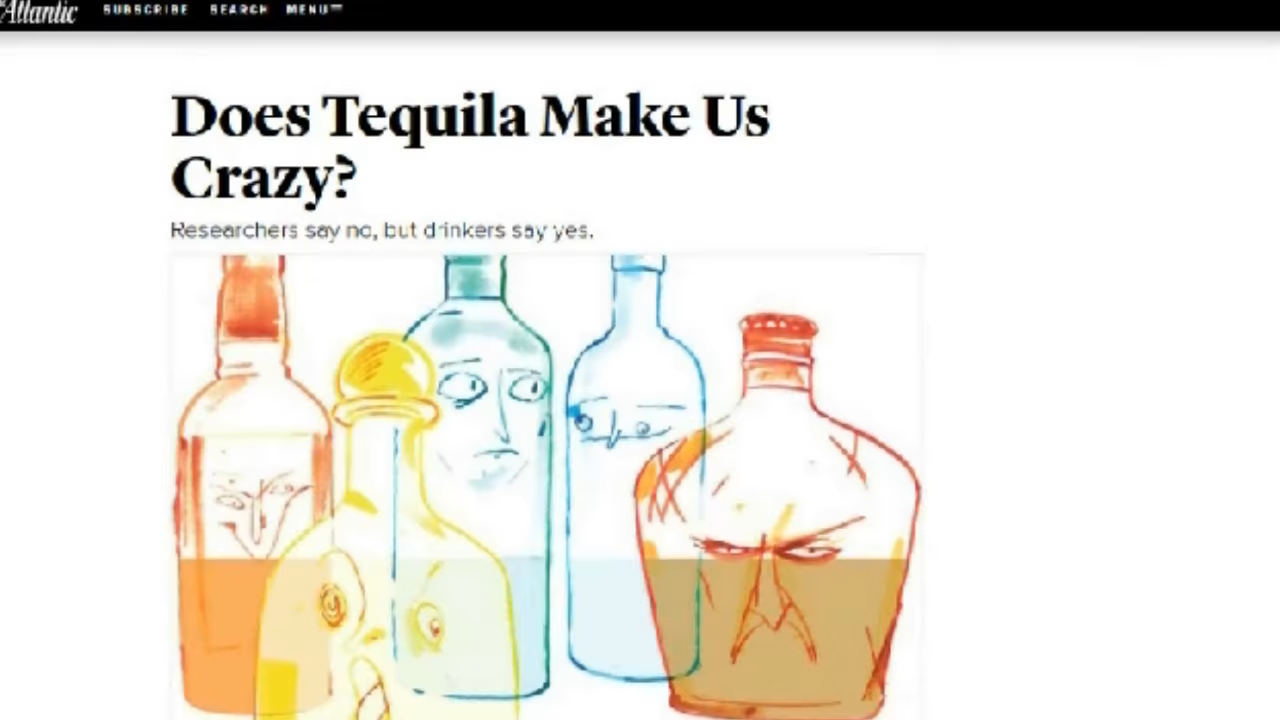 Atlantic SUBSCRIBE SEARCH MENU
Does Tequila Make Us
Crazy?
Researchers say no, but drinkers say yes.